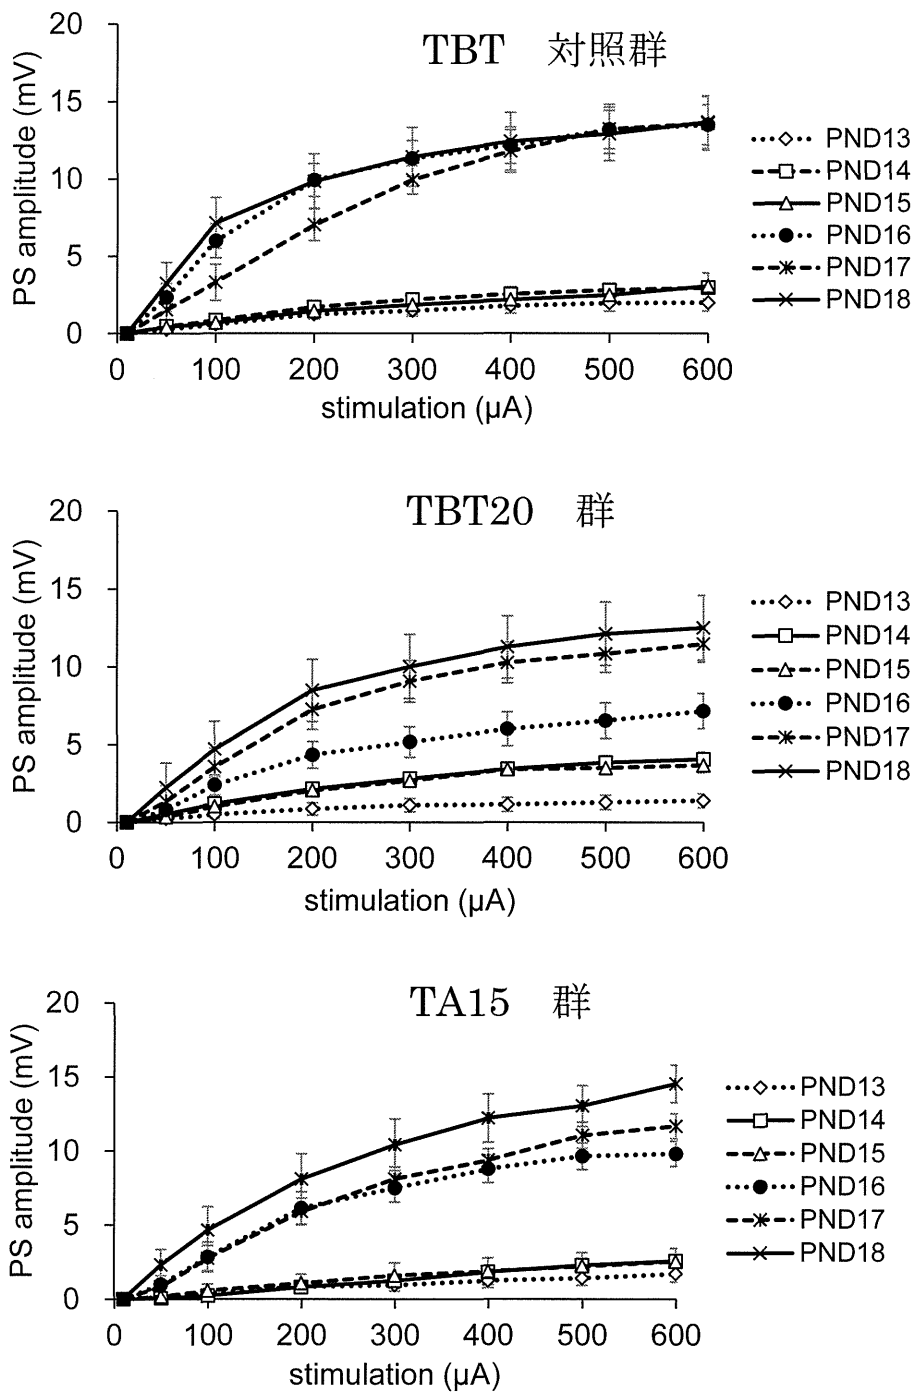 TBT 対照群
20
15
10
5
0
PS amplitude (mV)
0 100 200 300 400 500 600
stimulation (μA)
PND13
PND14
PND15
PND16
PND17
PND18
TBT20 群
20
15
10
5
0
PS amplitude (mV)
0 100 200 300 400 500 600
stimulation (μA)
PND13
PND14
PND15
PND16
PND17
PND18
TA15 群
20
15
10
5
0
PS amplitude (mV)
0 100 200 300 400 500 600
stimulation (μA)
PND13
PND14
PND15
PND16
PND17
PND18